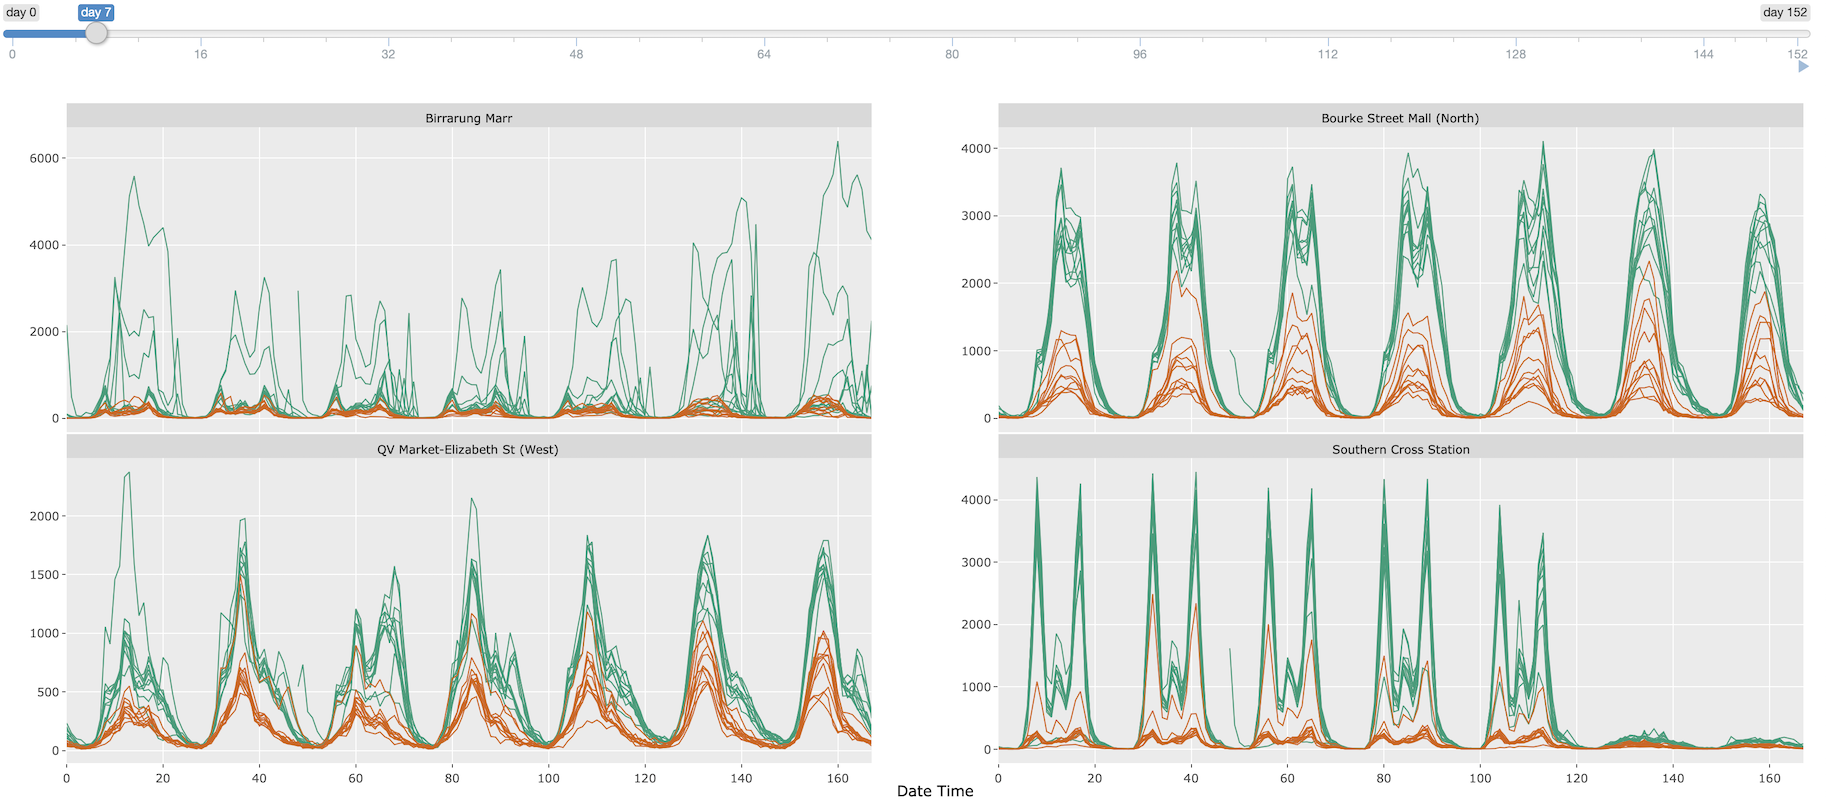 day 0 day 7 day 152
0 16 32 48 64 80 96 112 128 144 152
Birrarung Marr
6000
4000
2000
0
Bourke Street Mall (North)
4000
3000
2000
1000
0
QV Market-Elizabeth St (West)
2000
1500
1000
500
0
0 20 40 60 80 100 120 140 160
Southern Cross Station
4000
3000
2000
1000
0
0 20 40 60 80 100 120 140 160
Date Time